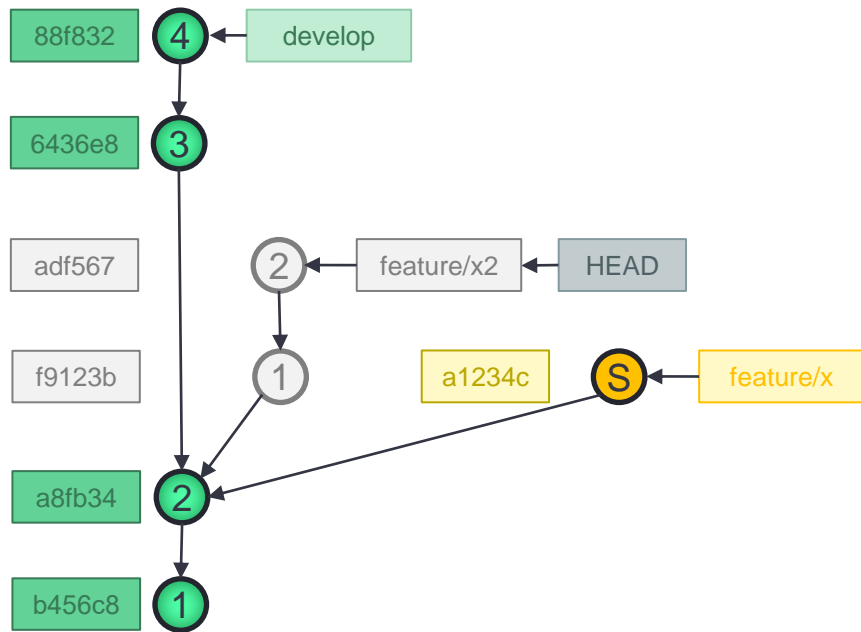 88f832 4 develop
6436e8 3
adf567 2 feature/x2 HEAD
f9123b 1 a1234c S feature/x
a8fb34 2
b456c8 1